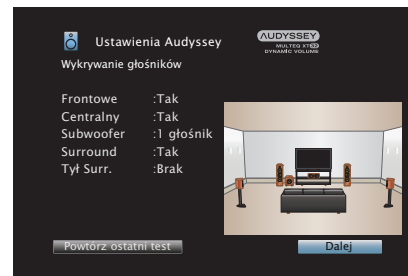 Ustawienia Audyssey
AUDYSSEY
MULTEQ XT32
DYNAMIC VOLUME
Wykrywanie głośników
Frontowe :Tak
Centralny :Tak
Subwoofer :1 głośnik
Surround :Tak
Tył Surr. :Brak
Powtórz ostatni test
Dalej